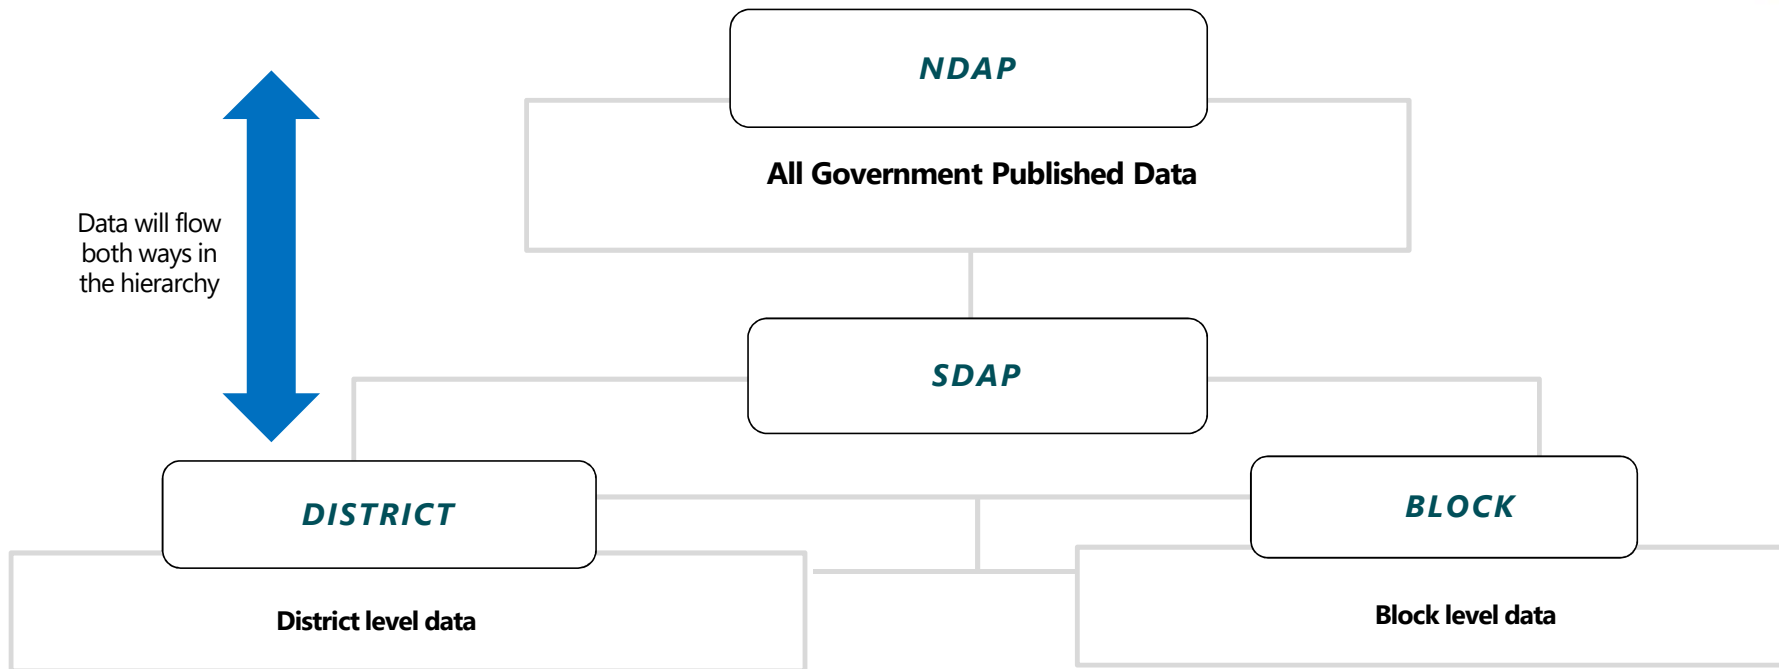 NDAP
All Government Published Data
Data will flow
both ways in
the hierarchy
SDAP
DISTRICT
BLOCK
District level data
Block level data